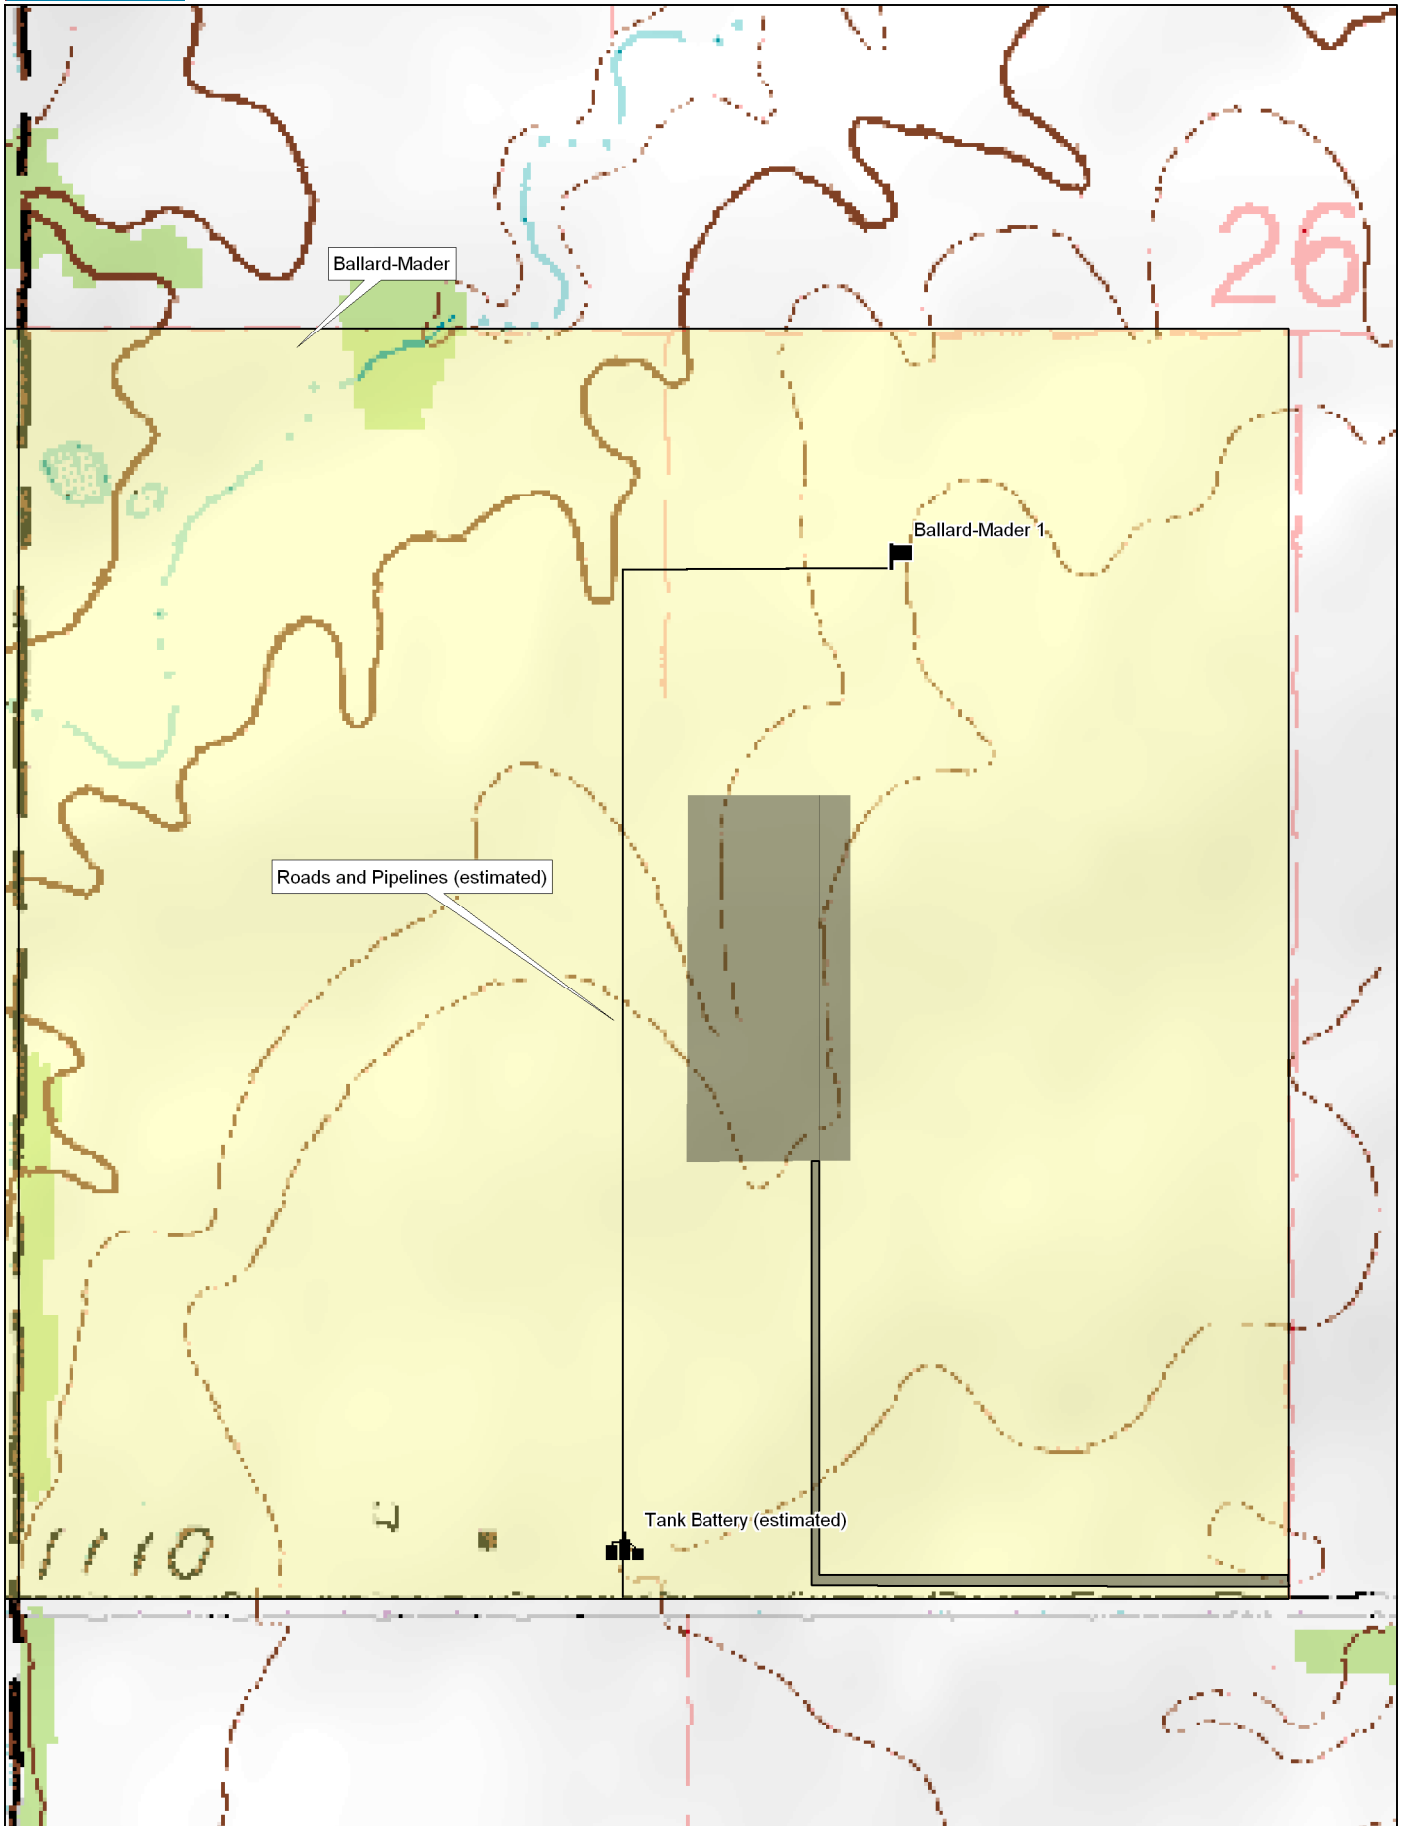 26
Ballard-Mader
Ballard-Mader 1
Roads and Pipelines (estimated)
Tank Battery (estimated)
1110